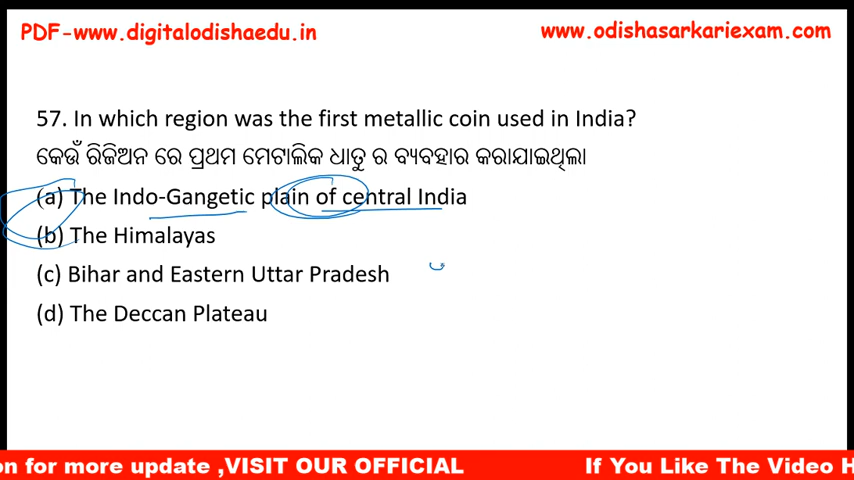 PDF-www.digitalodishaedu.in
www.odishasarkariexam.com
57. In which region was the first metallic coin used in India?
କେଉଁ ରିଜିଅନ ରେ ପ୍ରଥମ ମେଟାଲିକ ଧାତୁ ର ବ୍ୟବହାର କରାଯାଇଥିଲା
(a) The Indo-Gangetic plain of central India
(b) The Himalayas
(c) Bihar and Eastern Uttar Pradesh
(d) The Deccan Plateau
on for more update ,VISIT OUR OFFICIAL
If You Like The Video H